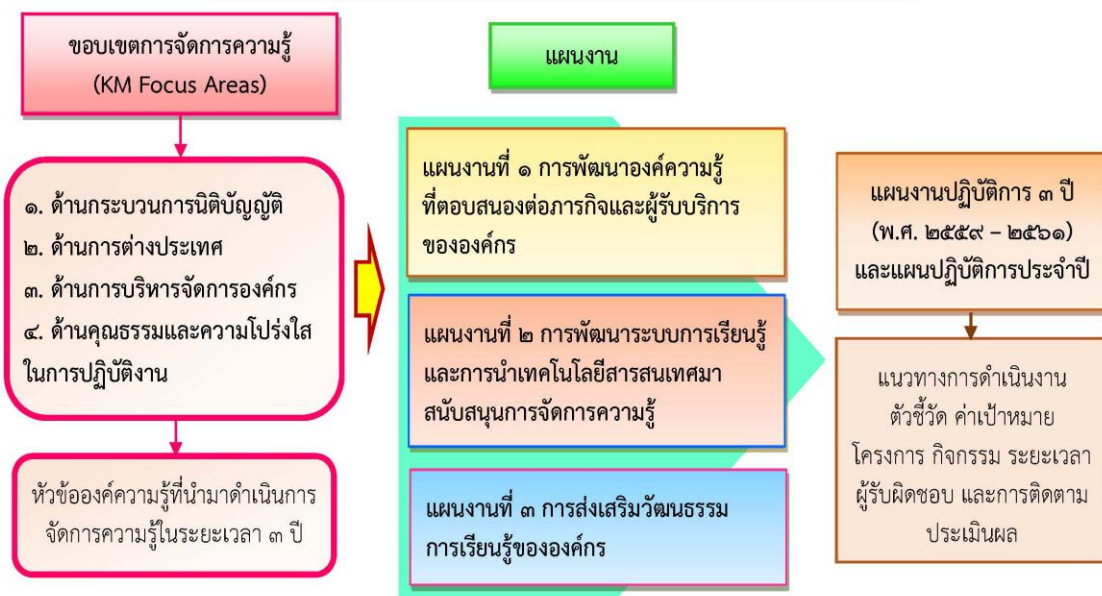 ขอบเขตการจัดการความรู้
(KM Focus Areas)
๑. ด้านกระบวนการนิติบัญญัติ
๒. ด้านการต่างประเทศ
๓. ด้านการบริหารจัดการองค์กร
๔. ด้านคุณธรรมและความโปร่งใส
ในการปฏิบัติงาน
หัวข้อองค์ความรู้ที่นำมาดำเนินการ
จัดการความรู้ในระยะเวลา ๓ ปี
แผนงาน
แผนงานที่ ๑ การพัฒนาองค์ความรู้
ที่ตอบสนองต่อภารกิจและผู้รับบริการ
ขององค์กร
แผนงานที่ ๒ การพัฒนาระบบการเรียนรู้
และการนำเทคโนโลยีสารสนเทศมา
สนับสนุนการจัดการความรู้
แผนงานที่ ๓ การส่งเสริมวัฒนธรรม
การเรียนรู้ขององค์กร
แผนงานปฏิบัติการ ๓ ปี
(พ.ศ. ๒๕๕๙ – ๒๕๖๑)
และแผนปฏิบัติการประจำปี
แนวทางการดำเนินงาน
ตัวชี้วัด ค่าเป้าหมาย
โครงการ กิจกรรม ระยะเวลา
ผู้รับผิดชอบ และการติดตาม
ประเมินผล